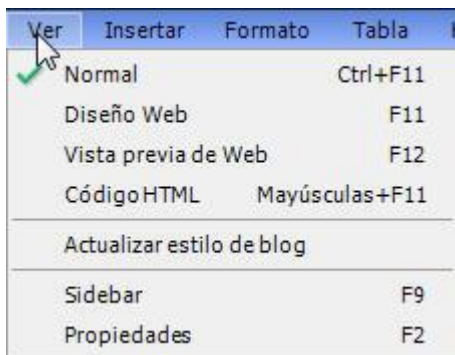 Ver Insertar Formato Tabla
Normal Ctrl+F11
Diseño Web F11
Vista previa de Web F12
Código HTML Mayúsculas+F11
Actualizar estilo de blog
Sidebar F9
Propiedades F2